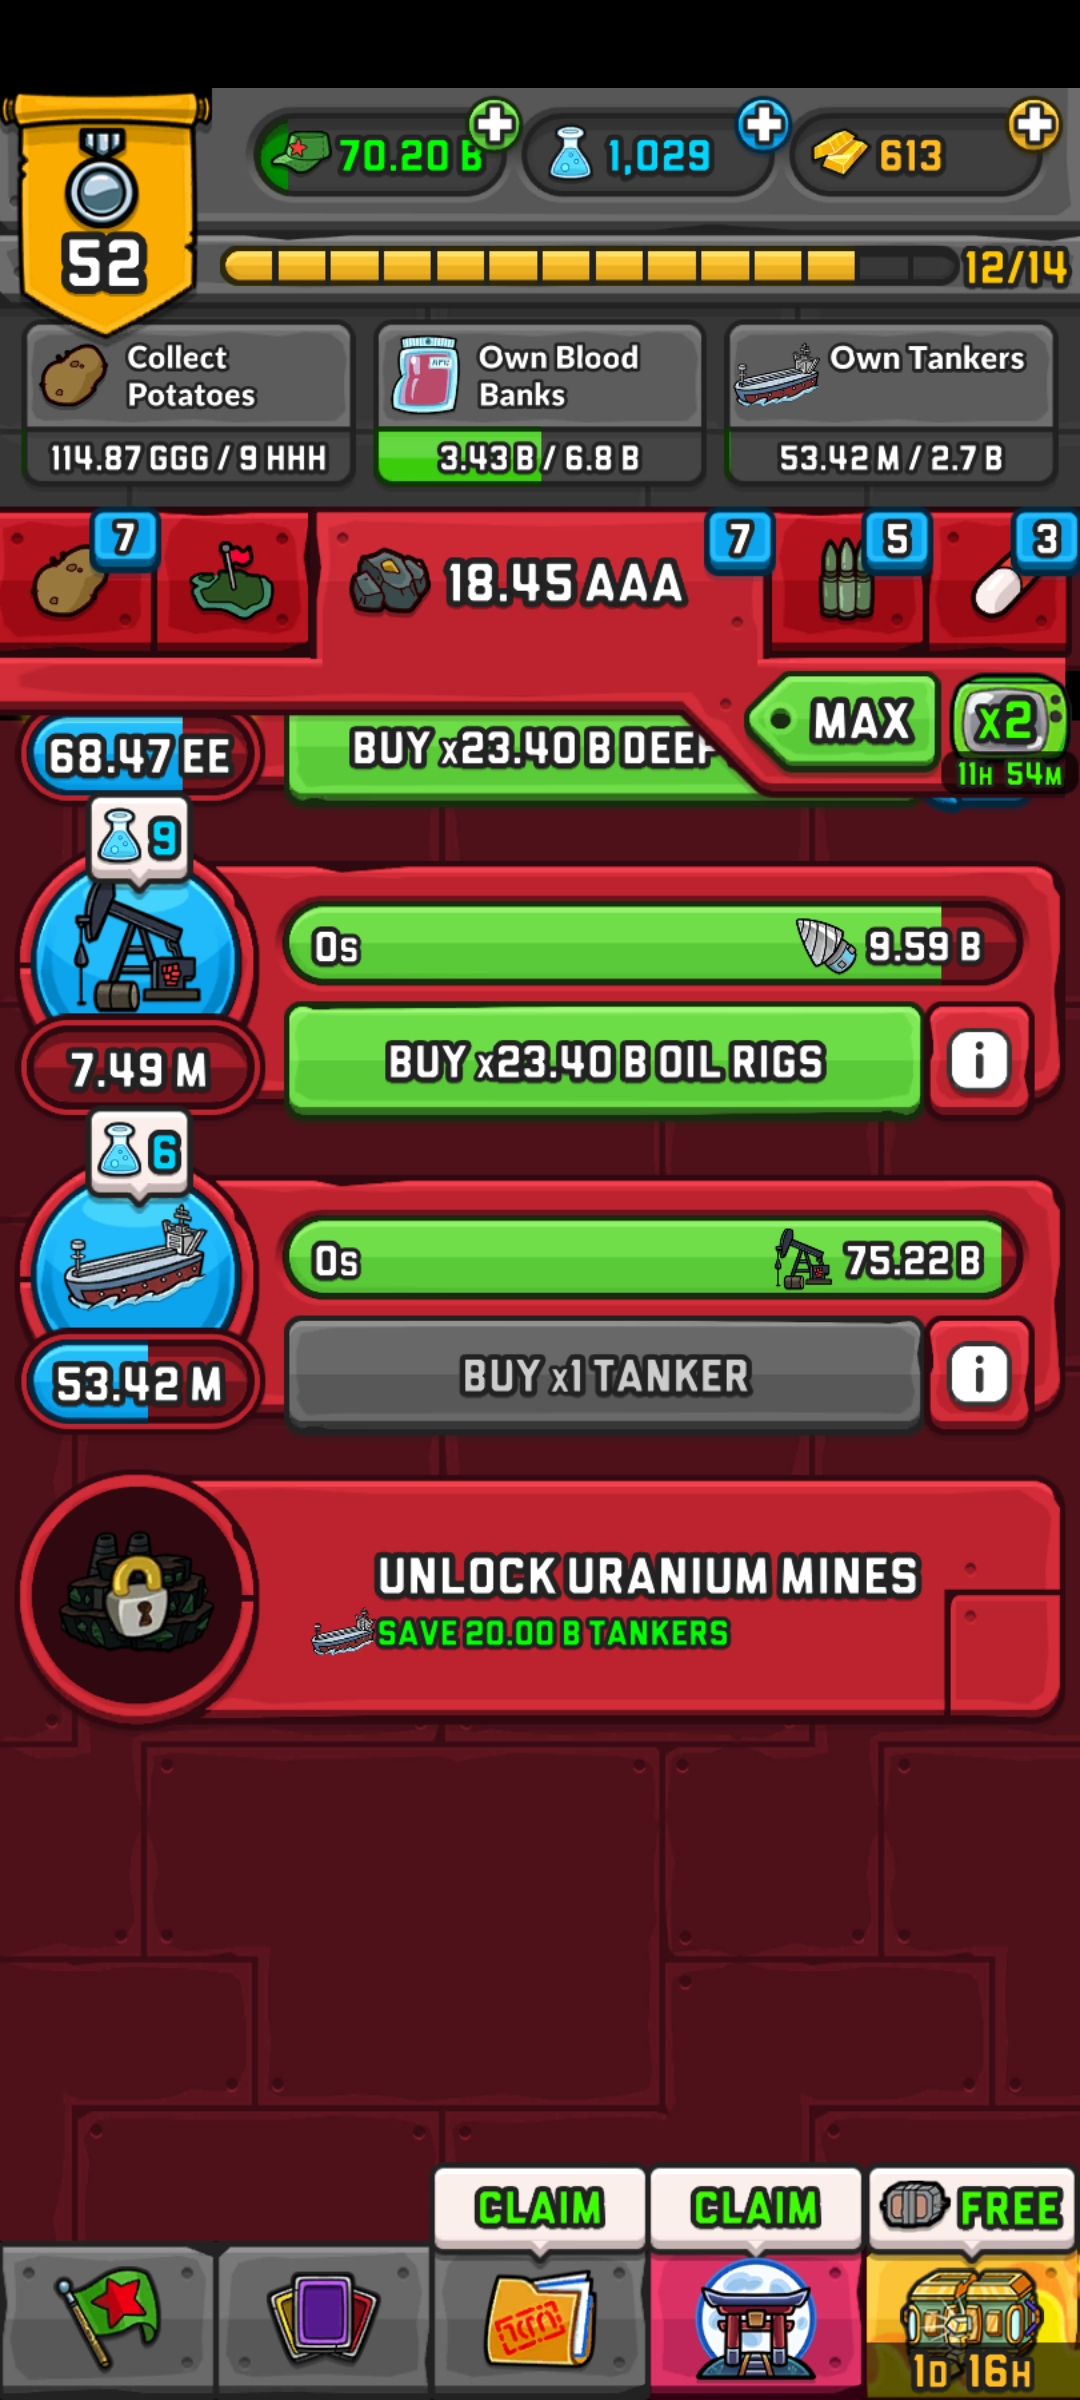 52
70.20 B
1,029
613
12/14
Collect
Potatoes
114.87 GGG / 9 HHH
Own Blood
Banks
3.43 B / 6.8 B
Own Tankers
53.42 M / 2.7 B
7
18.45 AAA
7
5
3
MAX
x2
11H 54M
68.47 EE
BUY x23.40 B DEEP
9
0s
9.59 B
7.49 M
BUY x23.40 B OIL RIGS
i
6
0s
75.22 B
53.42 M
BUY x1 TANKER
i
UNLOCK URANIUM MINES
SAVE 20.00 B TANKERS
CLAIM
CLAIM
FREE
1D 16H